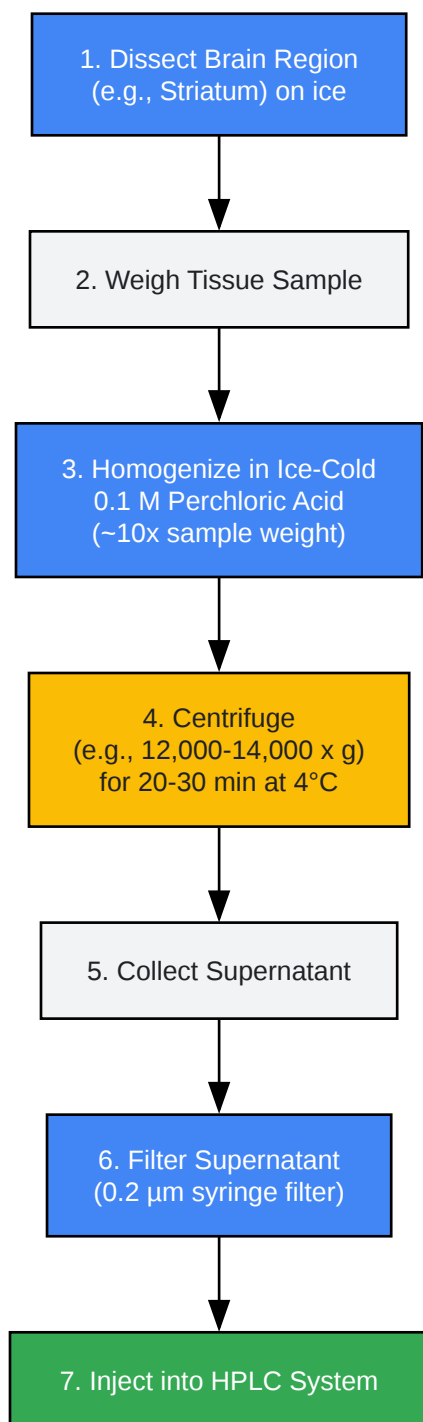 1. Dissect Brain Region
(e.g., Striatum) on ice
2. Weigh Tissue Sample
3. Homogenize in Ice-Cold
0.1 M Perchloric Acid
(~10x sample weight)
4. Centrifuge
(e.g., 12,000-14,000 x g)
for 20-30 min at 4°C
5. Collect Supernatant
6. Filter Supernatant
(0.2 µm syringe filter)
7. Inject into HPLC System